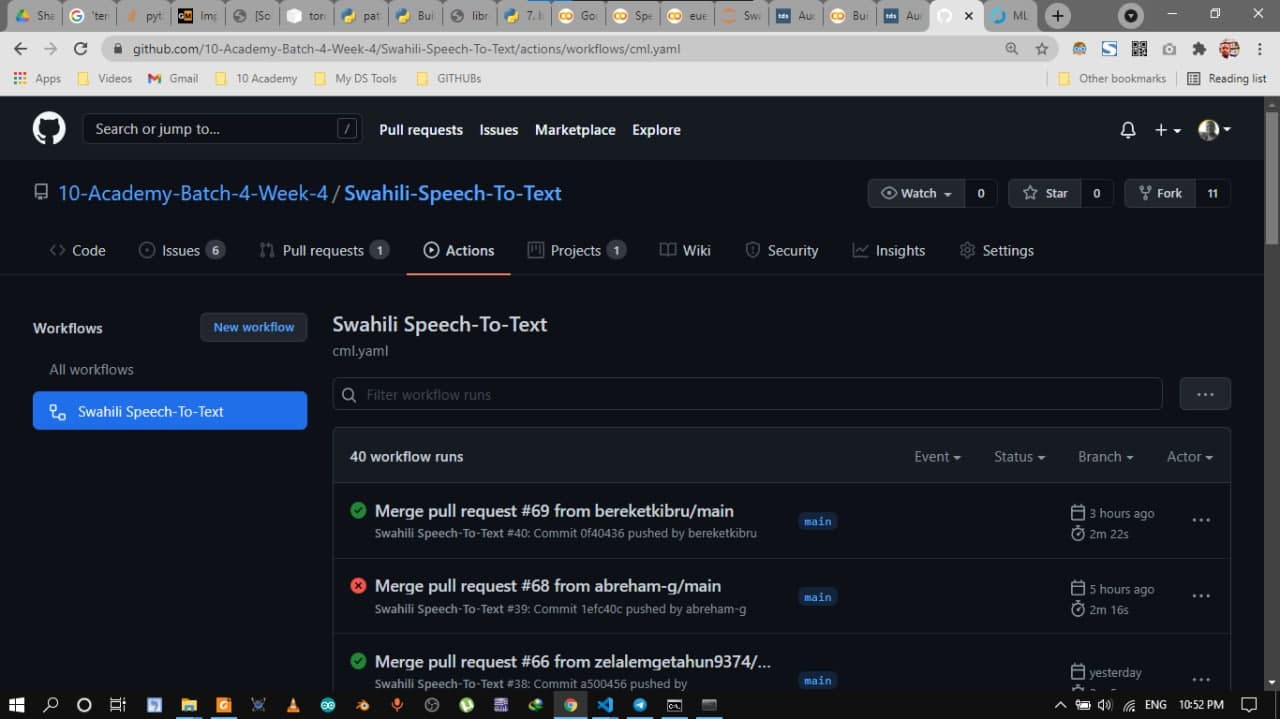 Sha
'ter
pyt
GM
Imp
[Sc
tor
pat
Bui
libr
7. I
Goo
Spe
eue
Swa
tds
Auc
Bui
tds
Auc
ML
github.com/10-Academy-Batch-4-Week-4/Swahili-Speech-To-Text/actions/workflows/cml.yaml
Apps
Videos
Gmail
10 Academy
My DS Tools
GITHUBs
Other bookmarks
Reading list
Search or jump to...
/
Pull requests
Issues
Marketplace
Explore
10-Academy-Batch-4-Week-4 / Swahili-Speech-To-Text
Watch 0
Star 0
Fork 11
Code
Issues 6
Pull requests 1
Actions
Projects 1
Wiki
Security
Insights
Settings
Workflows
New workflow
All workflows
Swahili Speech-To-Text
Swahili Speech-To-Text
cml.yaml
Filter workflow runs
40 workflow runs
Event
Status
Branch
Actor
Merge pull request #69 from bereketkibru/main
Swahili Speech-To-Text #40: Commit 0f40436 pushed by bereketkibru
main
3 hours ago
2m 22s
Merge pull request #68 from abreham-g/main
Swahili Speech-To-Text #39: Commit 1efc40c pushed by abreham-g
main
5 hours ago
2m 16s
Merge pull request #66 from zelalemgetahun9374/...
Swahili Speech-To-Text #38: Commit a500456 pushed by
main
yesterday
ENG
10:52 PM